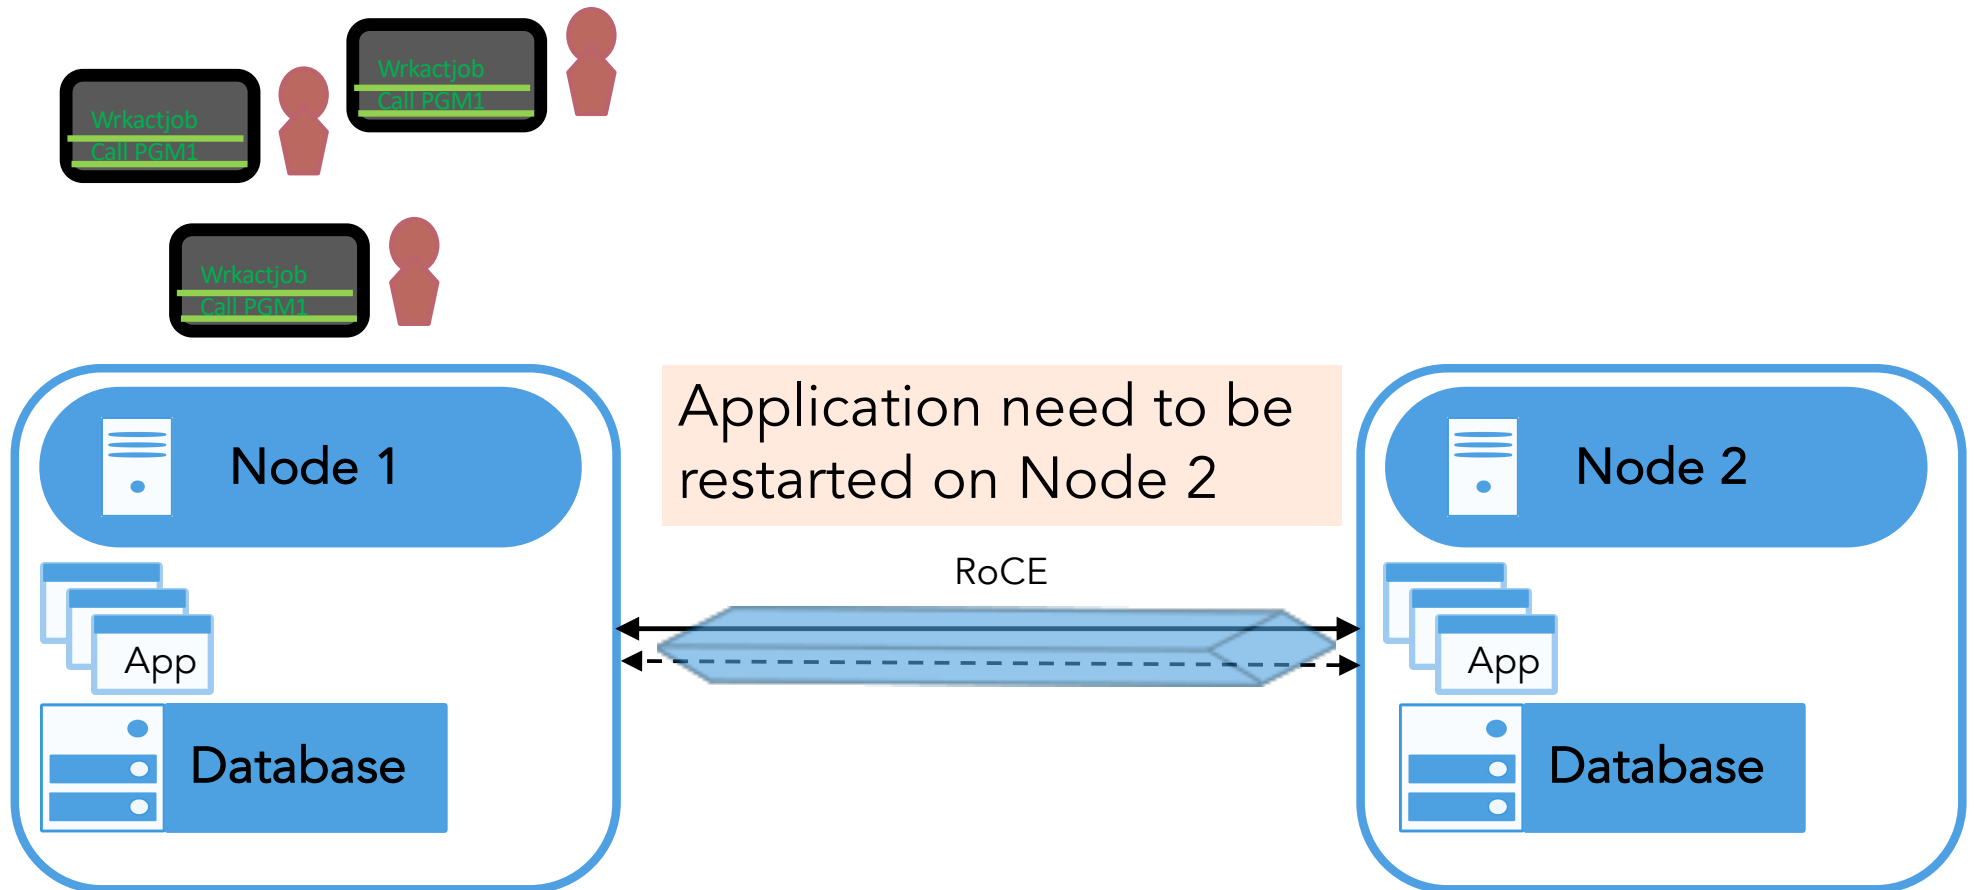 Wrkactjob
Call PGM1
Wrkactjob
Call PGM1
Wrkactjob
Call PGM1
Node 1
Application need to be
restarted on Node 2
Node 2
RoCE
App
App
Database
Database